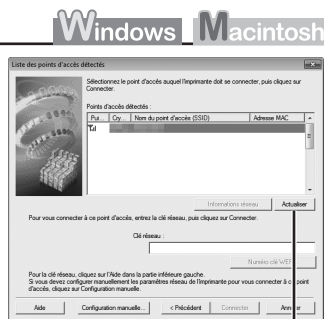 Windows Macintosh
Liste des points d'accès détectés
Sélectionnez le point d'accès auquel l'imprimante doit se connecter, puis cliquez sur
Connecter.
Points d'accès détectés :
Pui... Cry... Nom du point d'accès (SSID) Adresse MAC
Informations réseau Actualiser
Pour vous connecter à ce point d'accès, entrez la clé réseau, puis cliquez sur Connecter.
Clé réseau :
Numéro clé WEP
Pour la clé réseau, cliquez sur l'Aide dans la partie inférieure gauche.
Si vous devez configurer manuellement les paramètres réseau de l'imprimante pour vous connecter à ce point
d'accès, cliquez sur Configuration manuelle.
Aide Configuration manuelle... < Précédent Connecter